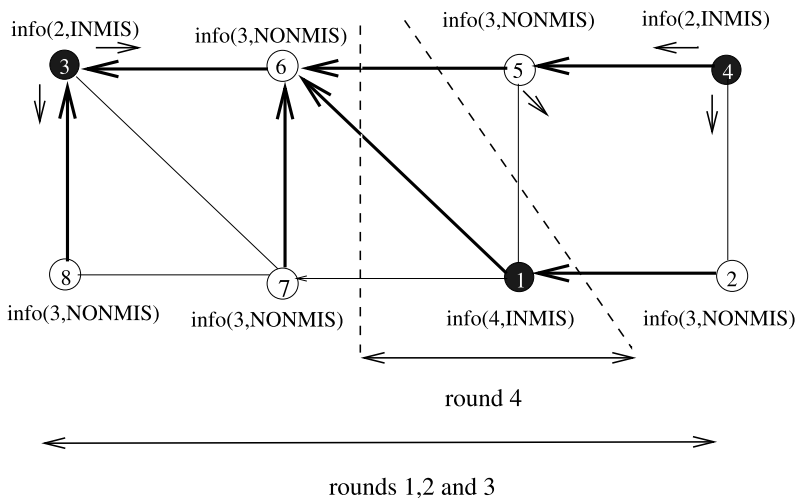 info(2,INMIS)
info(3,NONMIS)
info(3,NONMIS)
info(2,INMIS)
3
6
5
4
8
7
1
2
info(3,NONMIS)
info(3,NONMIS)
info(4,INMIS)
info(3,NONMIS)
round 4
rounds 1,2 and 3